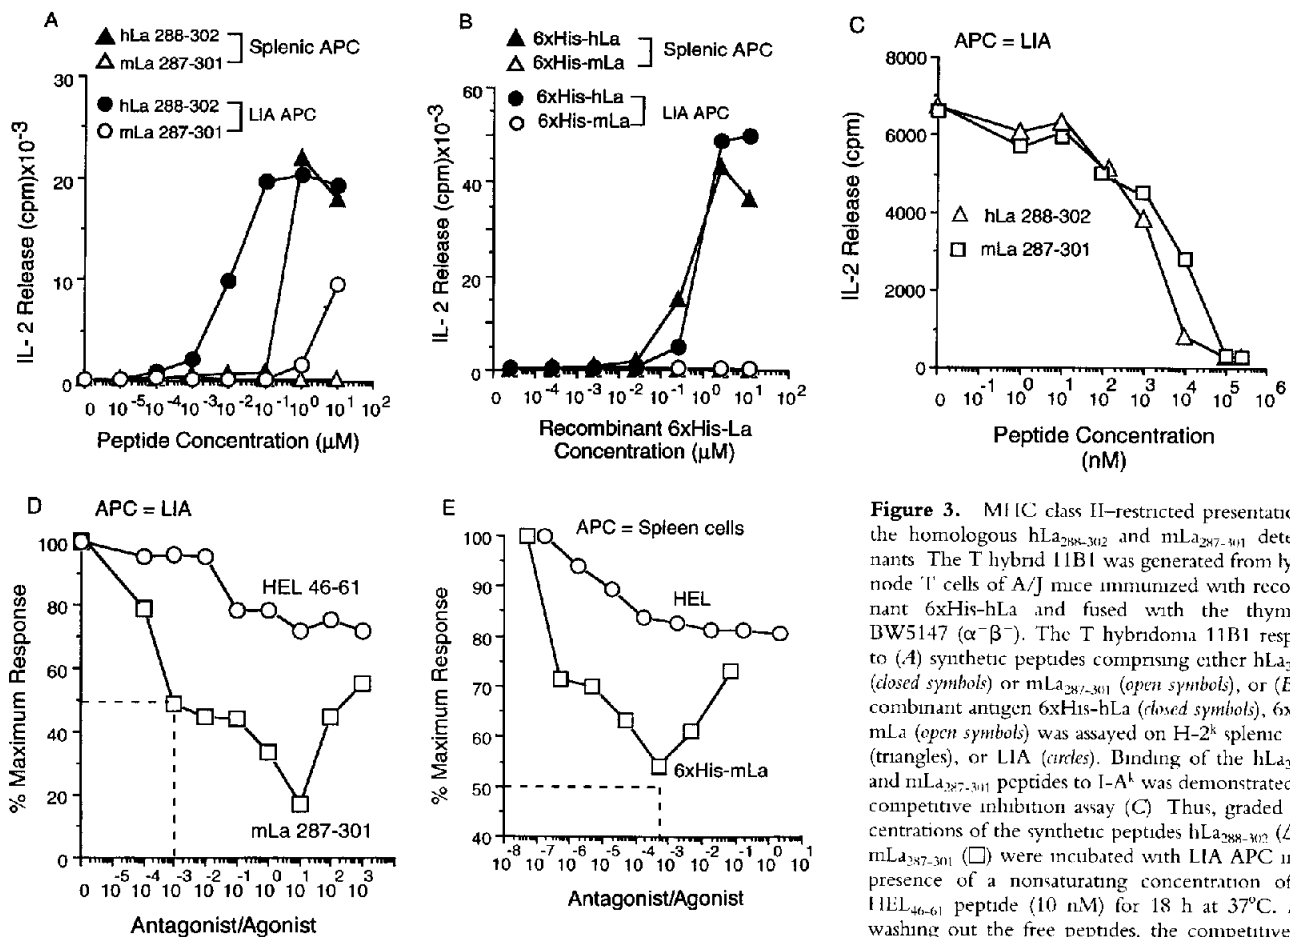 A
hLa 288-302
mLa 287-301
Splenic APC
hLa 288-302
mLa 287-301
LIA APC
IL- 2 Release (cpm)x10-3
30
20
10
0
0 10-5 10-4 10-3 10-2 10-1 100 101 102
Peptide Concentration (μM)
B
6xHis-hLa
6xHis-mLa
Splenic APC
6xHis-hLa
6xHis-mLa
LIA APC
IL- 2 Release (cpm)x10-3
60
40
20
0
0 10-4 10-3 10-2 10-1 100 101 102
Recombinant 6xHis-La
Concentration (μM)
C
APC = LIA
IL-2 Release (cpm)
8000
6000
4000
2000
0
hLa 288-302
mLa 287-301
0 10-1 100 101 102 103 104 105 106
Peptide Concentration
(nM)
D
APC = LIA
% Maximum Response
100
80
60
40
20
0
HEL 46-61
mLa 287-301
0 10-4 10-3 10-2 10-1 100 101 102 103
Antagonist/Agonist
E
APC = Spleen cells
% Maximum Response
100
90
80
70
60
50
40
HEL
6xHis-mLa
10-8 10-7 10-6 10-5 10-4 10-3 10-2 10-1 100 101
Antagonist/Agonist
Figure 3. MHC class II–restricted presentatio
the homologous hLa288-302 and mLa287-301 dete
nants The T hybrid 11B1 was generated from ly
node T cells of A/J mice immunized with reco
nant 6xHis-hLa and fused with the thym
BW5147 (α−β−). The T hybridoma 11B1 resp
to (A) synthetic peptides comprising either hLa
(closed symbols) or mLa287-301 (open symbols), or (B
combinant antigen 6xHis-hLa (closed symbols), 6x
mLa (open symbols) was assayed on H-2k splenic
(triangles), or LIA (circles). Binding of the hLa
and mLa287-301 peptides to I-Ak was demonstrated
competitive inhibition assay (C) Thus, graded
centrations of the synthetic peptides hLa288-302 (Δ
mLa287-301 (□) were incubated with LIA APC in
presence of a nonsaturating concentration of
HEL46-61 peptide (10 nM) for 18 h at 37°C.
washing out the free peptides, the competitive